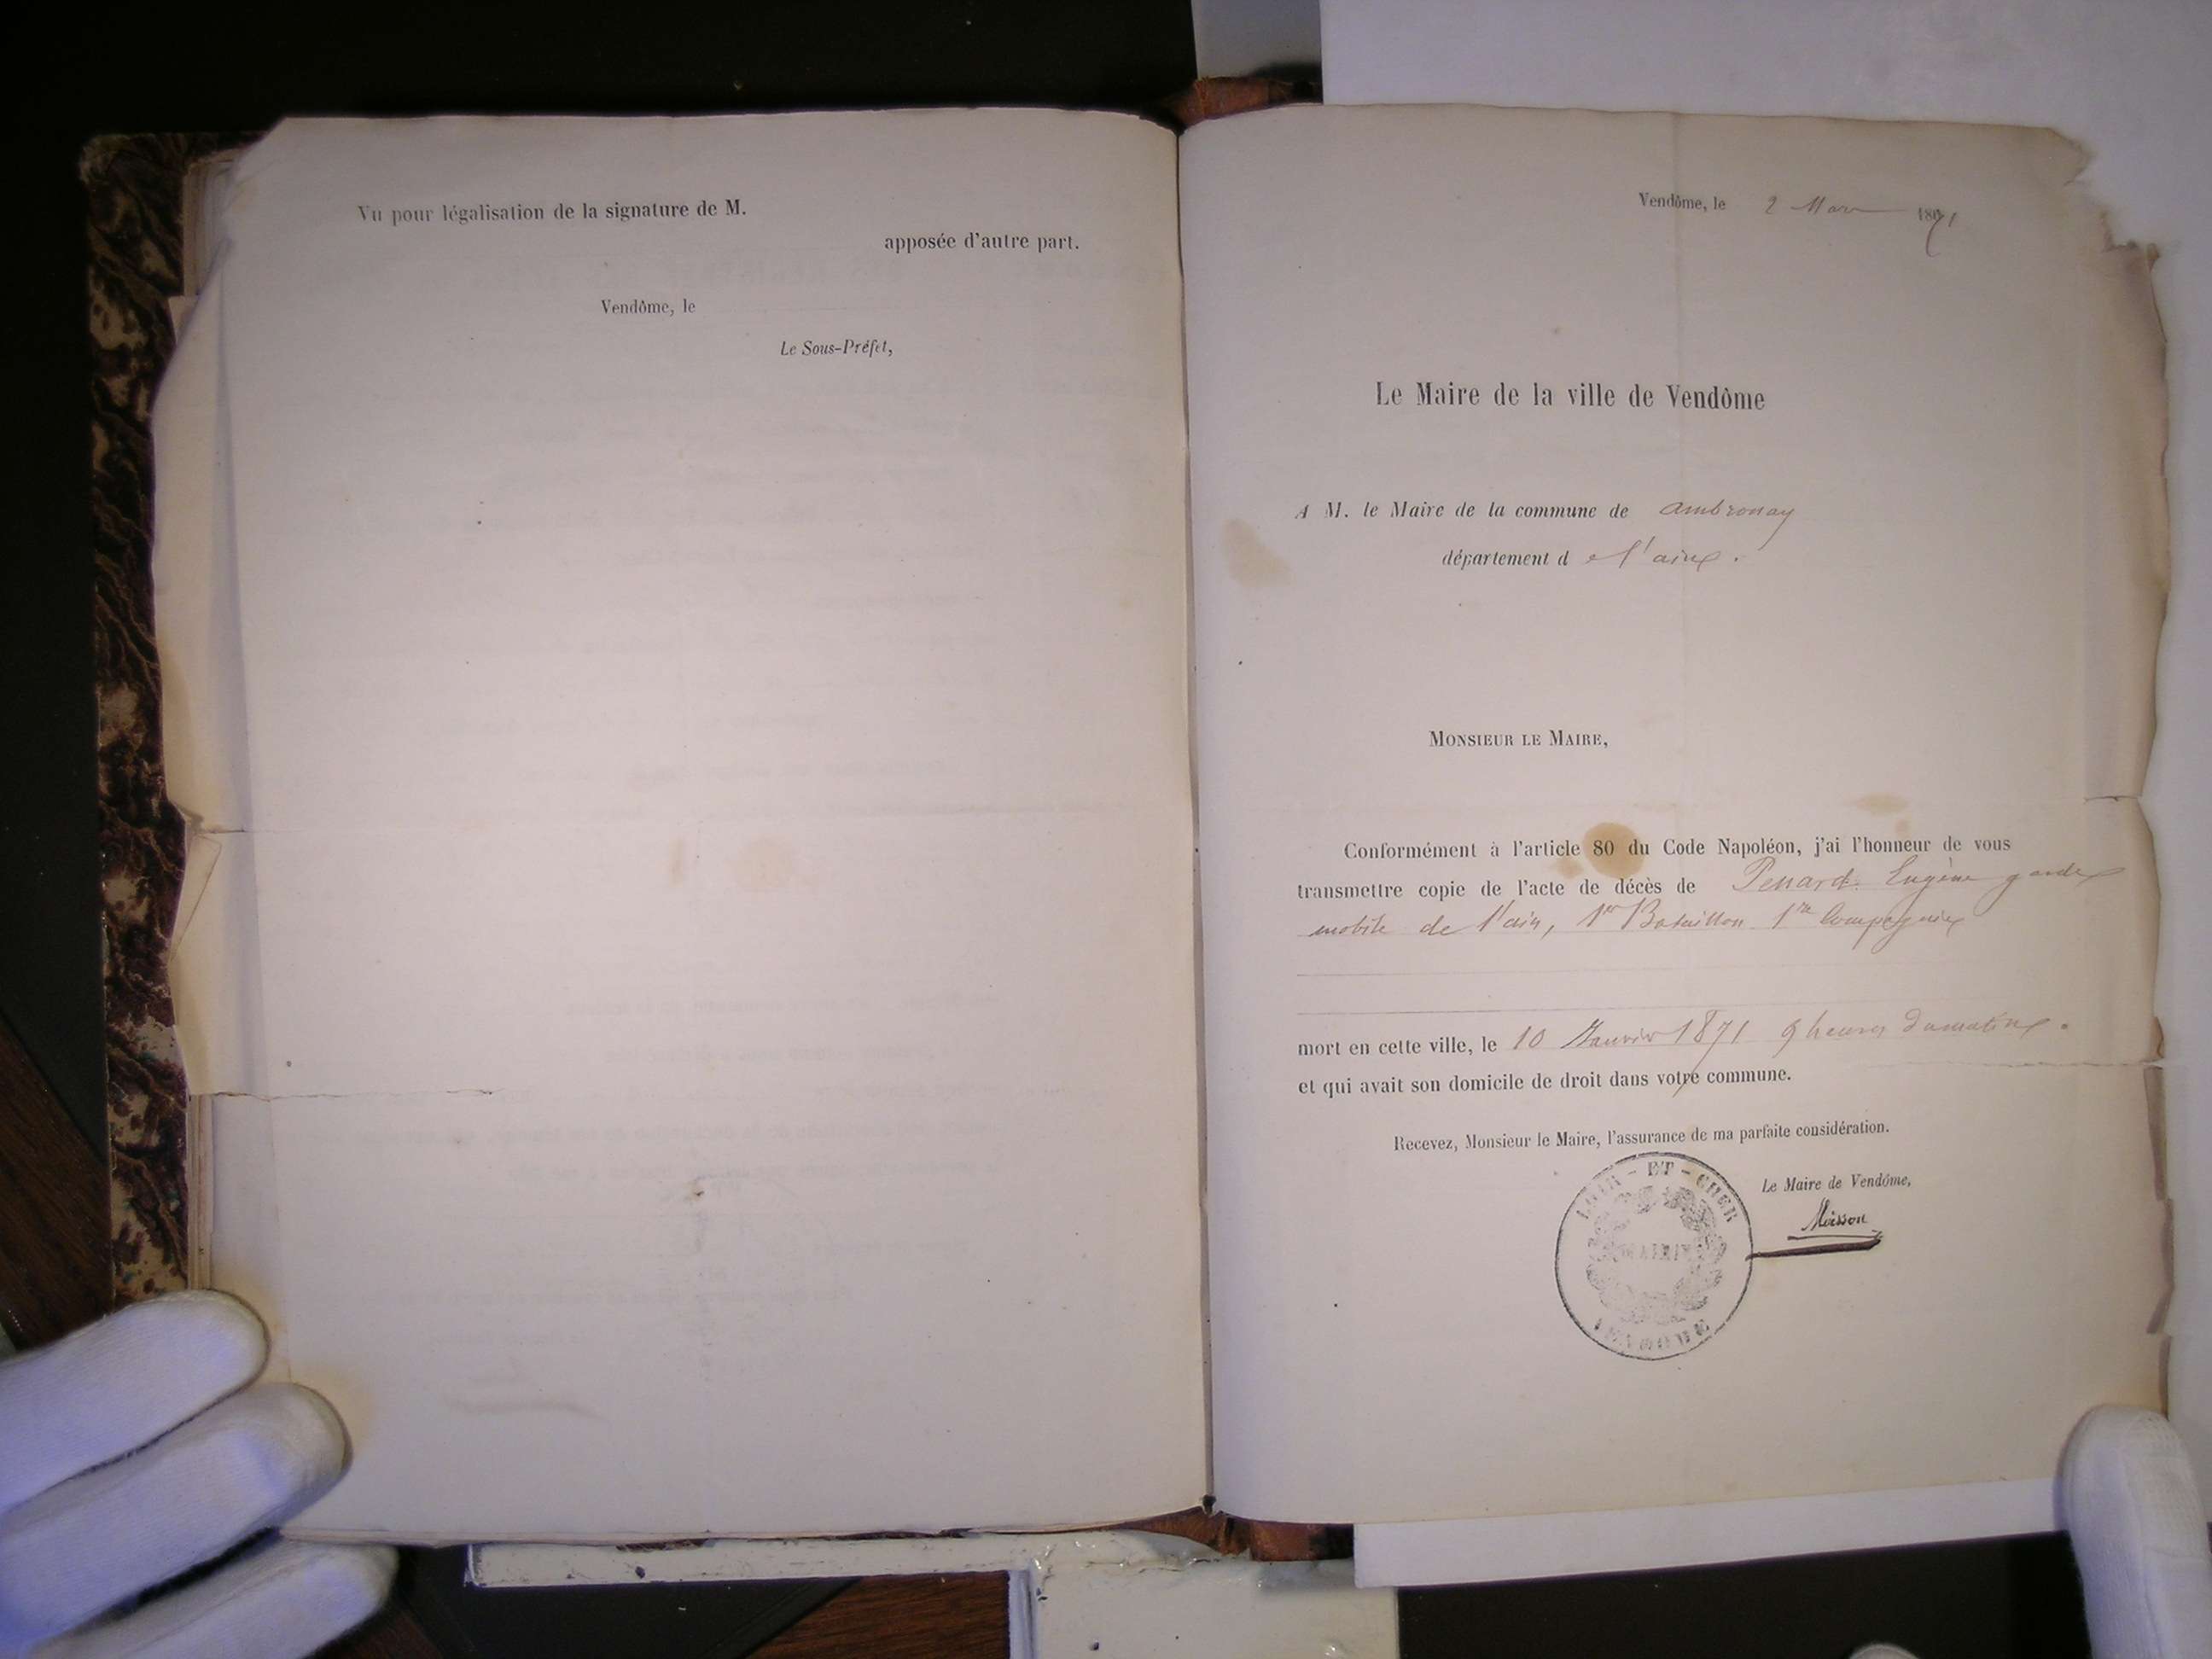 Vu pour légalisation de la signature de M.
apposée d'autre part.
Vendôme, le
Le Sous-Préfet,
Vendôme, le 2 Mars 1871
Le Maire de la ville de Vendôme
A M. le Maire de la commune de ambronay
département d e l'ain.
MONSIEUR LE MAIRE,
Conformément à l'article 80 du Code Napoléon, j'ai l'honneur de vous
transmettre copie de l'acte de décès de Penard Eugène garde
mobile de l'ain, 1er Bataillon 1re Compagnie
mort en cette ville, le 10 Janvier 1871 9 heures du matin.
et qui avait son domicile de droit dans votre commune.
Recevez, Monsieur le Maire, l'assurance de ma parfaite considération.
Le Maire de Vendôme,
Moisson
LOIR-ET-CHER
MAIRIE
VENDOME